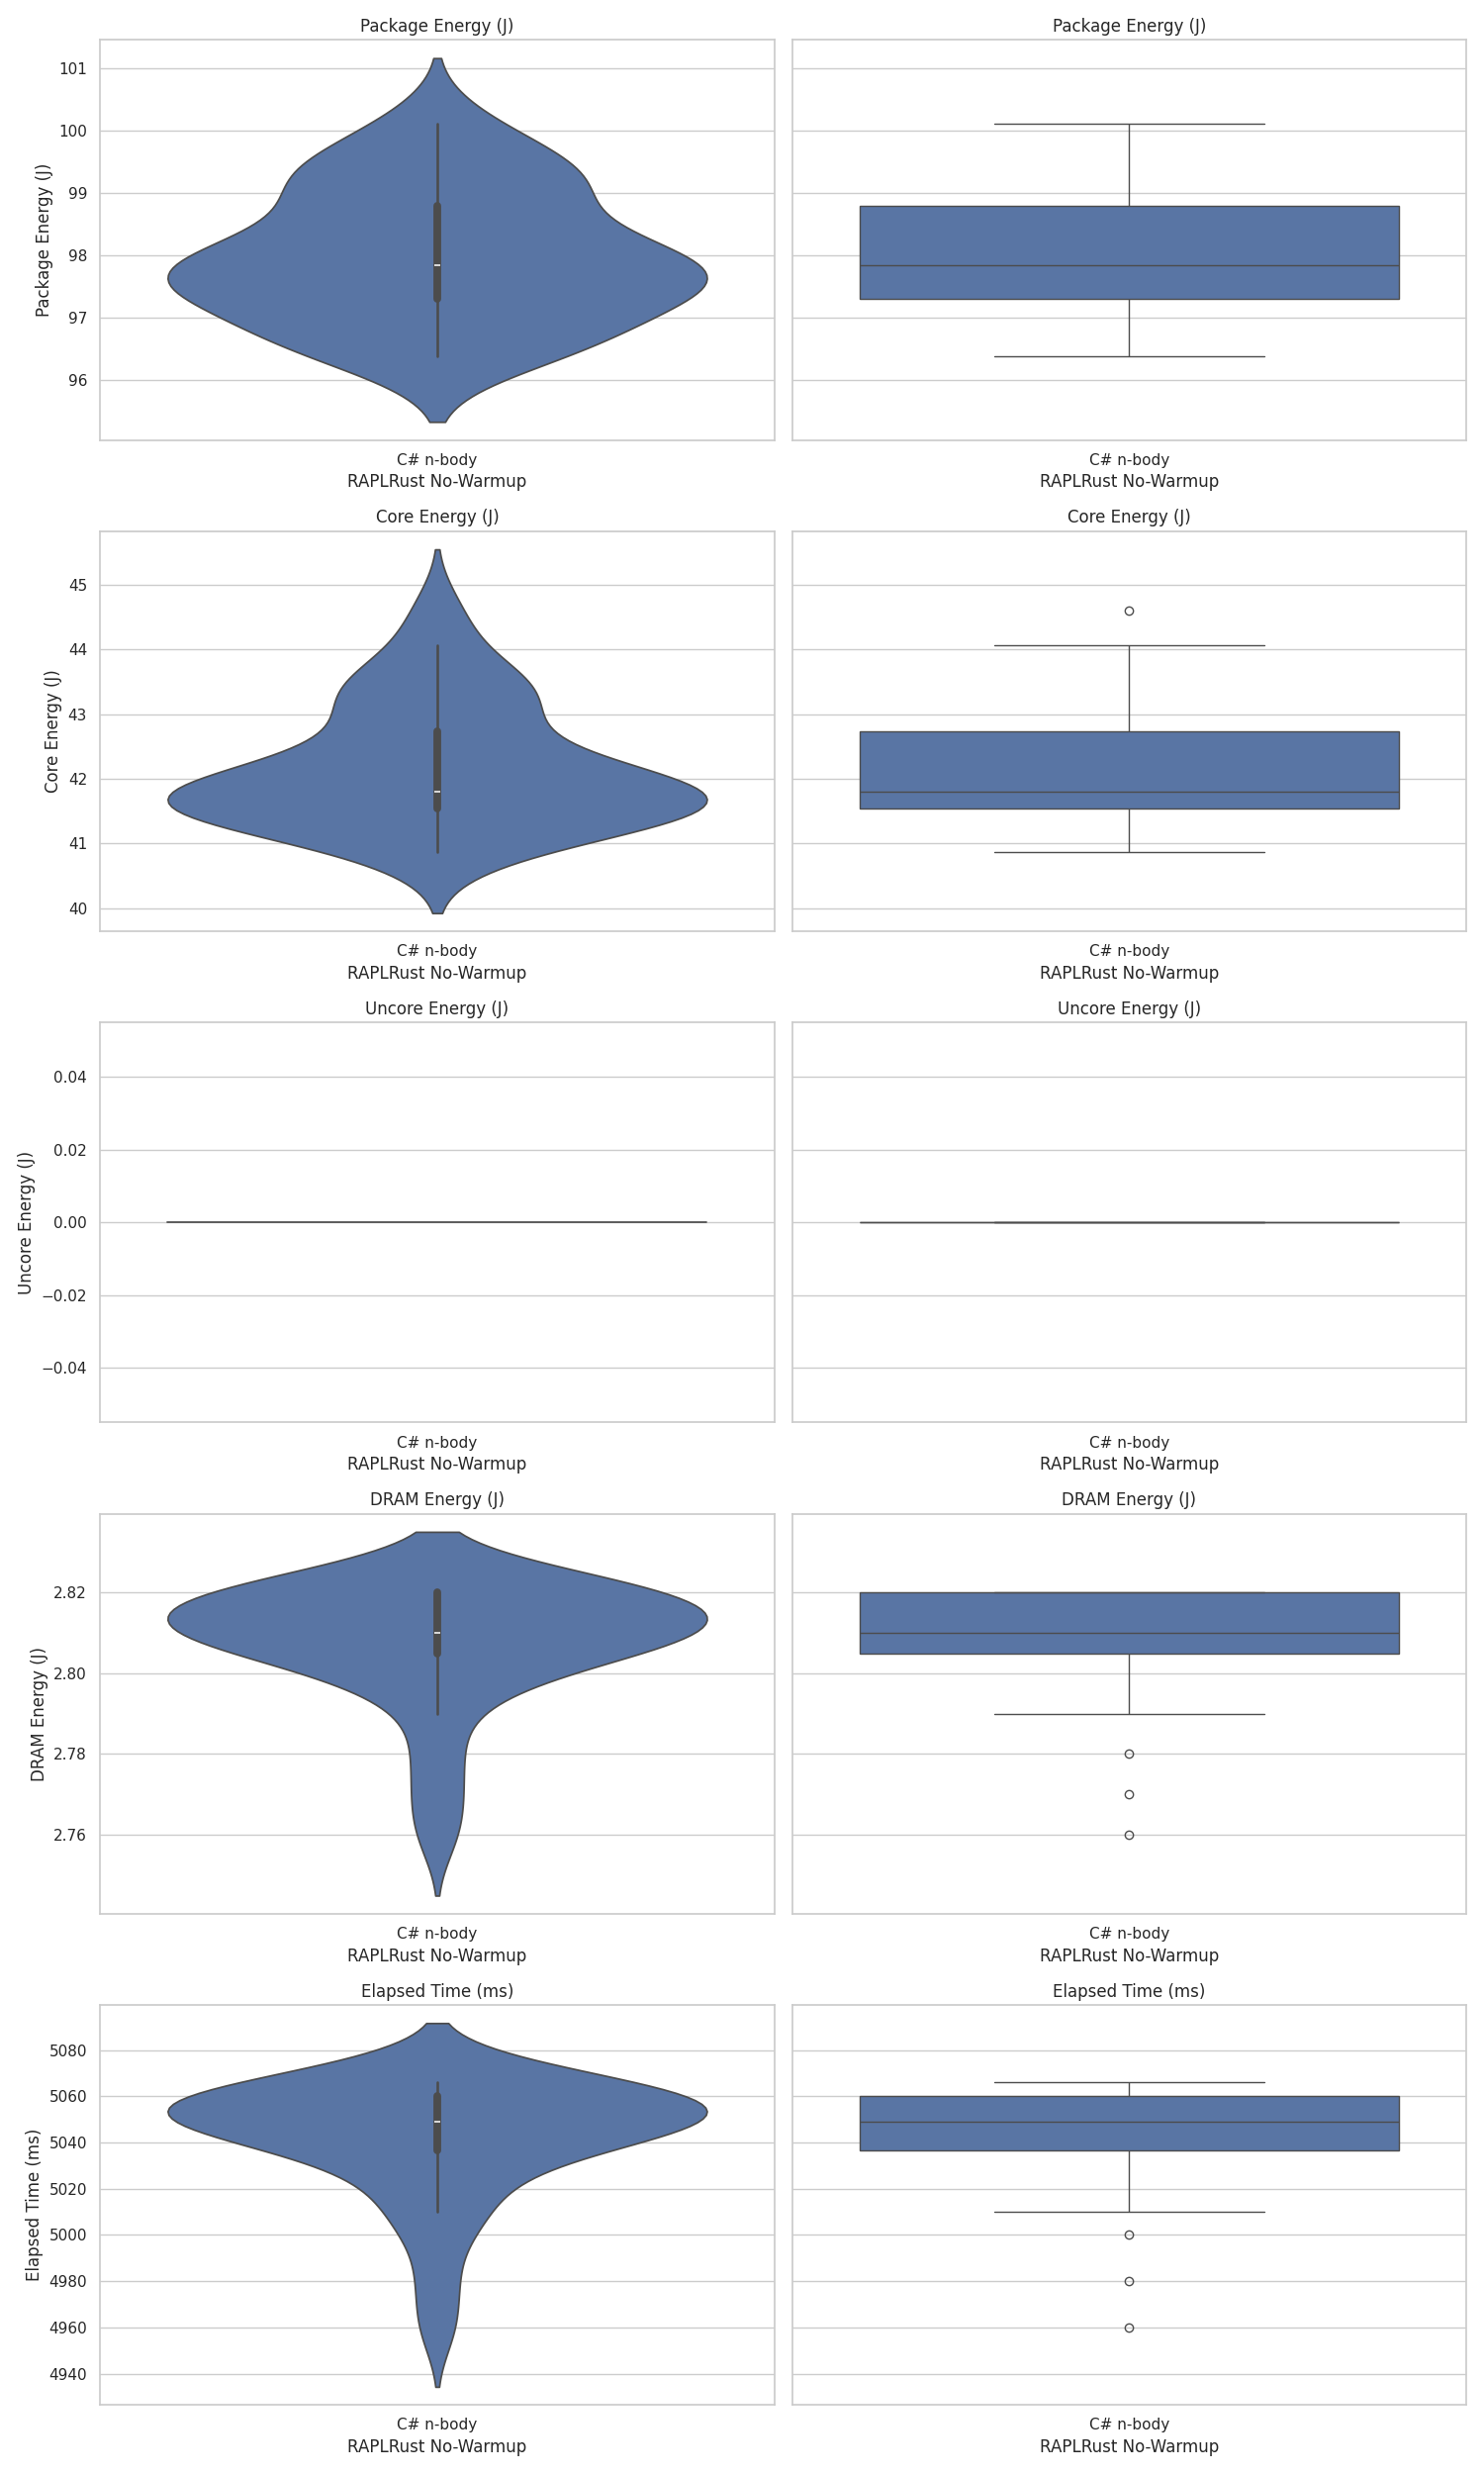 Package Energy (J)
Package Energy (J)
101
100
99
98
97
96
Package Energy (J)
C# n-body
C# n-body
RAPLRust No-Warmup
RAPLRust No-Warmup
Core Energy (J)
Core Energy (J)
45
44
43
42
41
40
Core Energy (J)
C# n-body
C# n-body
RAPLRust No-Warmup
RAPLRust No-Warmup
Uncore Energy (J)
Uncore Energy (J)
0.04
0.02
0.00
−0.02
−0.04
Uncore Energy (J)
C# n-body
C# n-body
RAPLRust No-Warmup
RAPLRust No-Warmup
DRAM Energy (J)
DRAM Energy (J)
2.82
2.80
2.78
2.76
DRAM Energy (J)
C# n-body
C# n-body
RAPLRust No-Warmup
RAPLRust No-Warmup
Elapsed Time (ms)
Elapsed Time (ms)
5080
5060
5040
5020
5000
4980
4960
4940
Elapsed Time (ms)
C# n-body
C# n-body
RAPLRust No-Warmup
RAPLRust No-Warmup